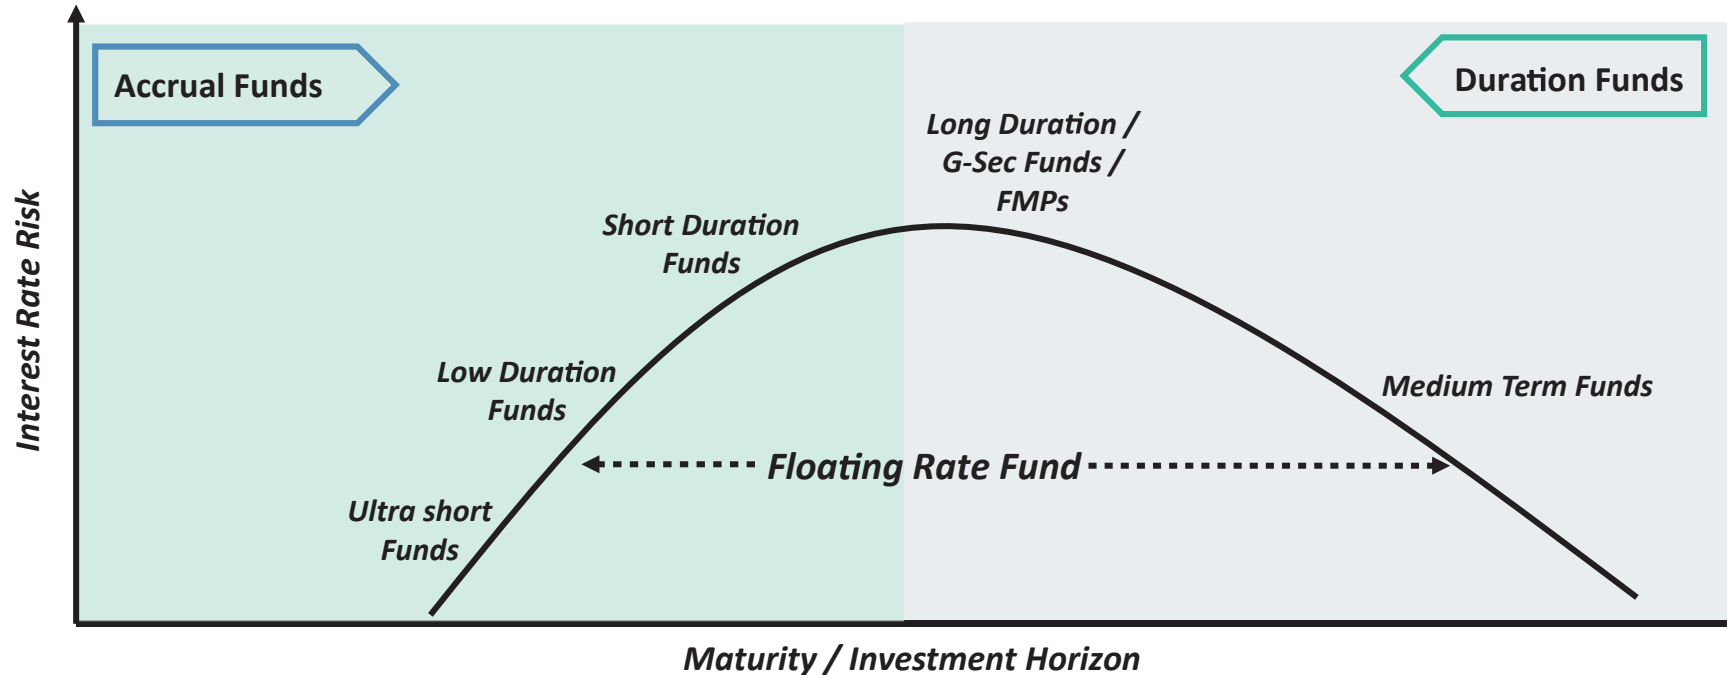 Accrual Funds
Duration Funds
Long Duration /
G-Sec Funds /
FMPs
Short Duration
Funds
Low Duration
Funds
Medium Term Funds
Floating Rate Fund
Ultra short
Funds
Interest Rate Risk
Maturity / Investment Horizon